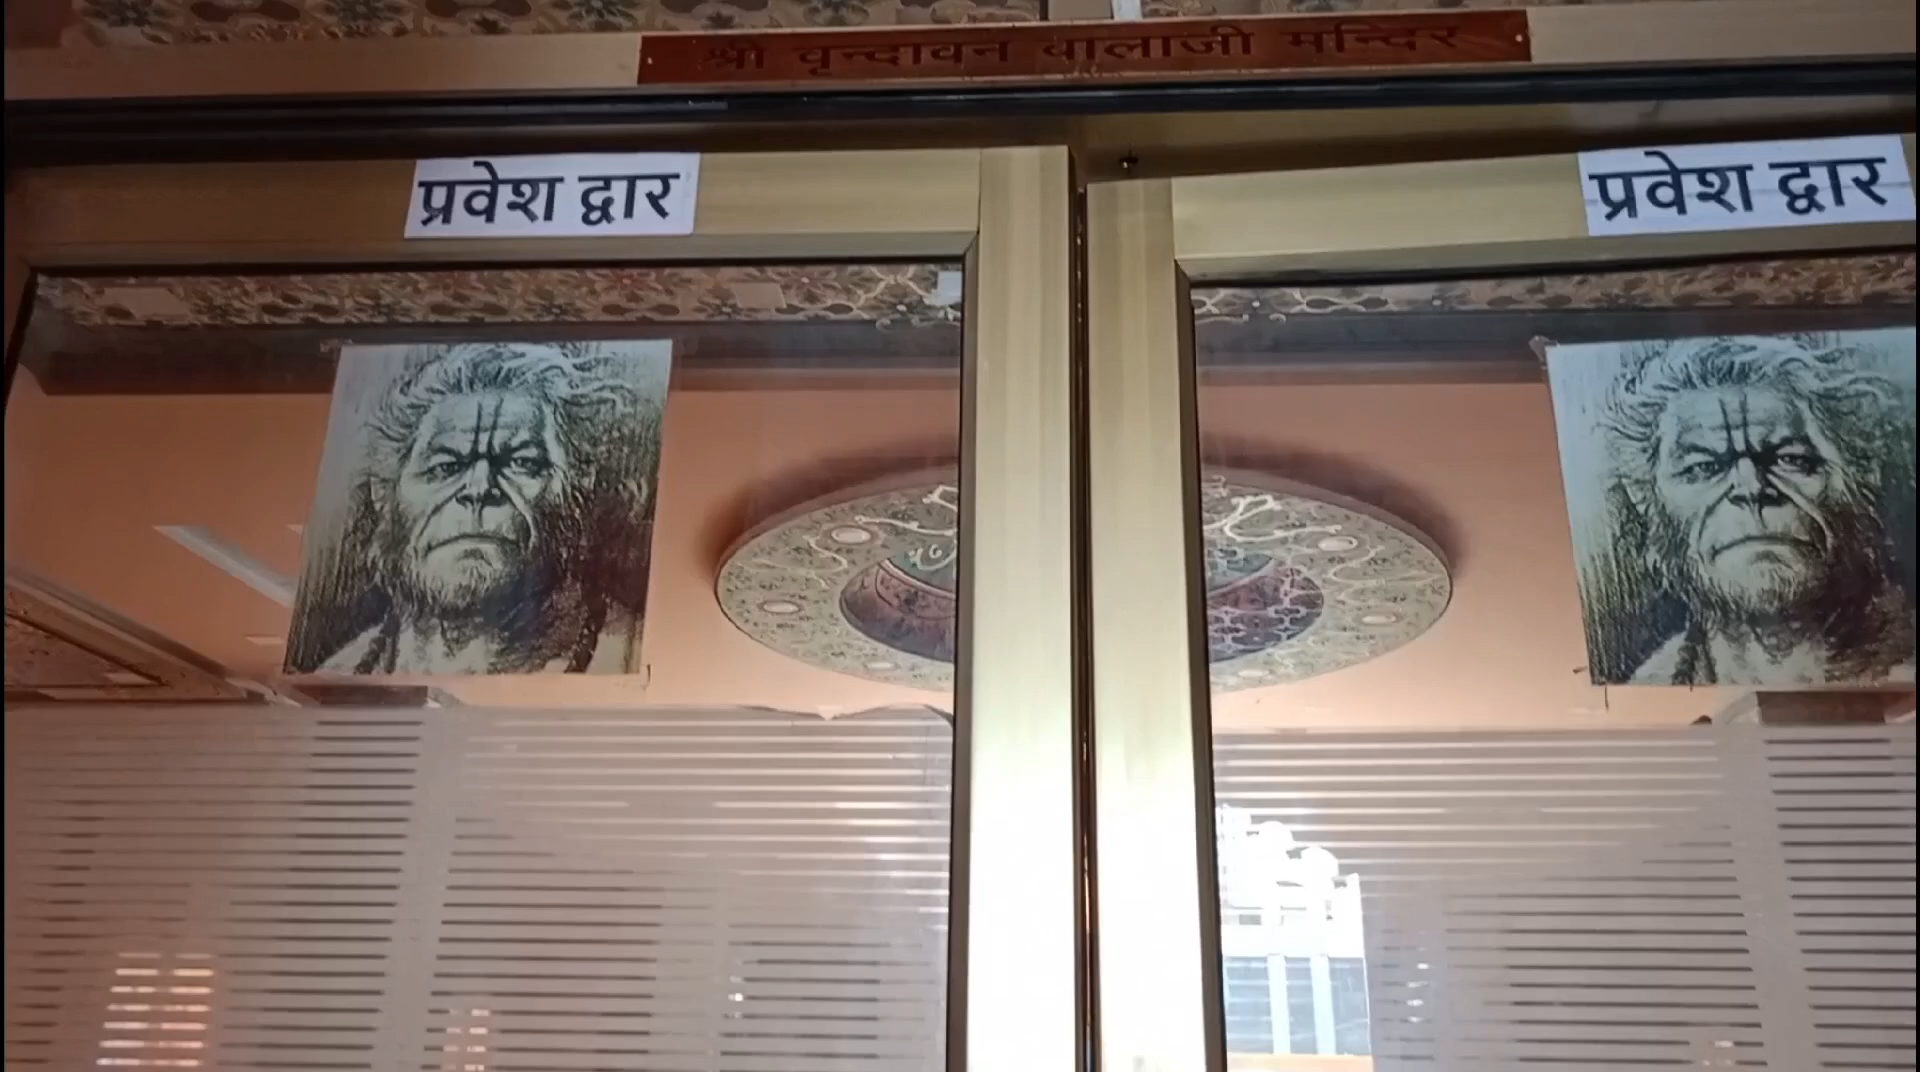 श्री वृन्दावन बालाजी मन्दिर
प्रवेश द्वार
प्रवेश द्वार